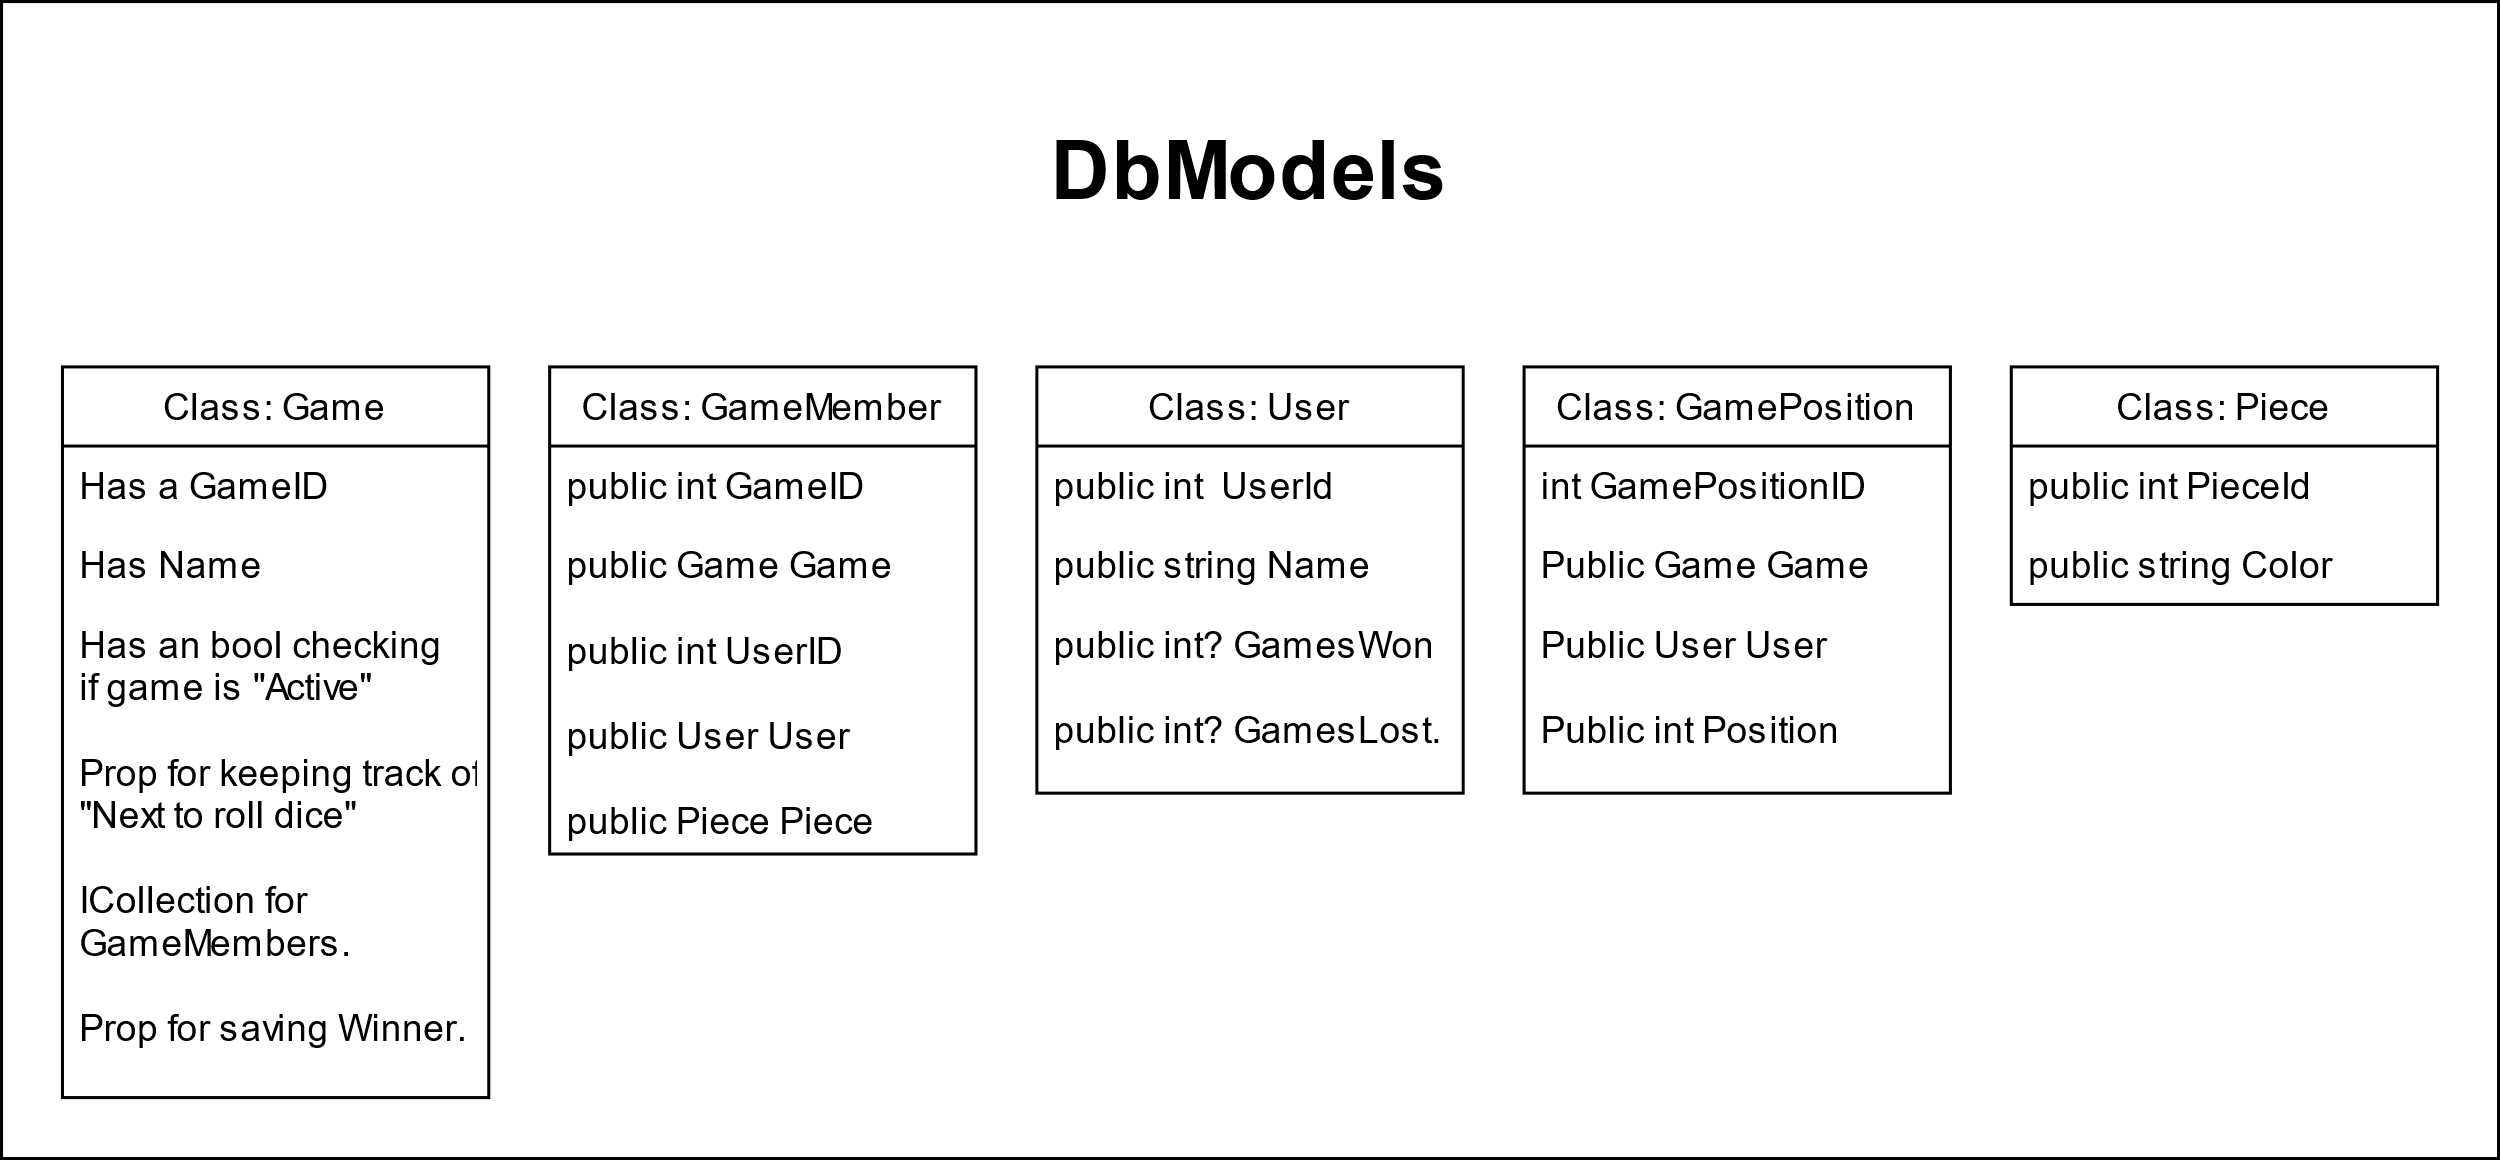 DbModels
Class: Game
Has a GameID
Has Name
Has an bool checking
if game is "Active"
Prop for keeping track of
"Next to roll dice"
ICollection for
GameMembers.
Prop for saving Winner.
Class: GameMember
public int GameID
public Game Game
public int UserID
public User User
public Piece Piece
Class: User
public int  UserId
public string Name
public int? GamesWon
public int? GamesLost.
Class: GamePosition
int GamePositionID
Public Game Game
Public User User
Public int Position
Class: Piece
public int PieceId
public string Color